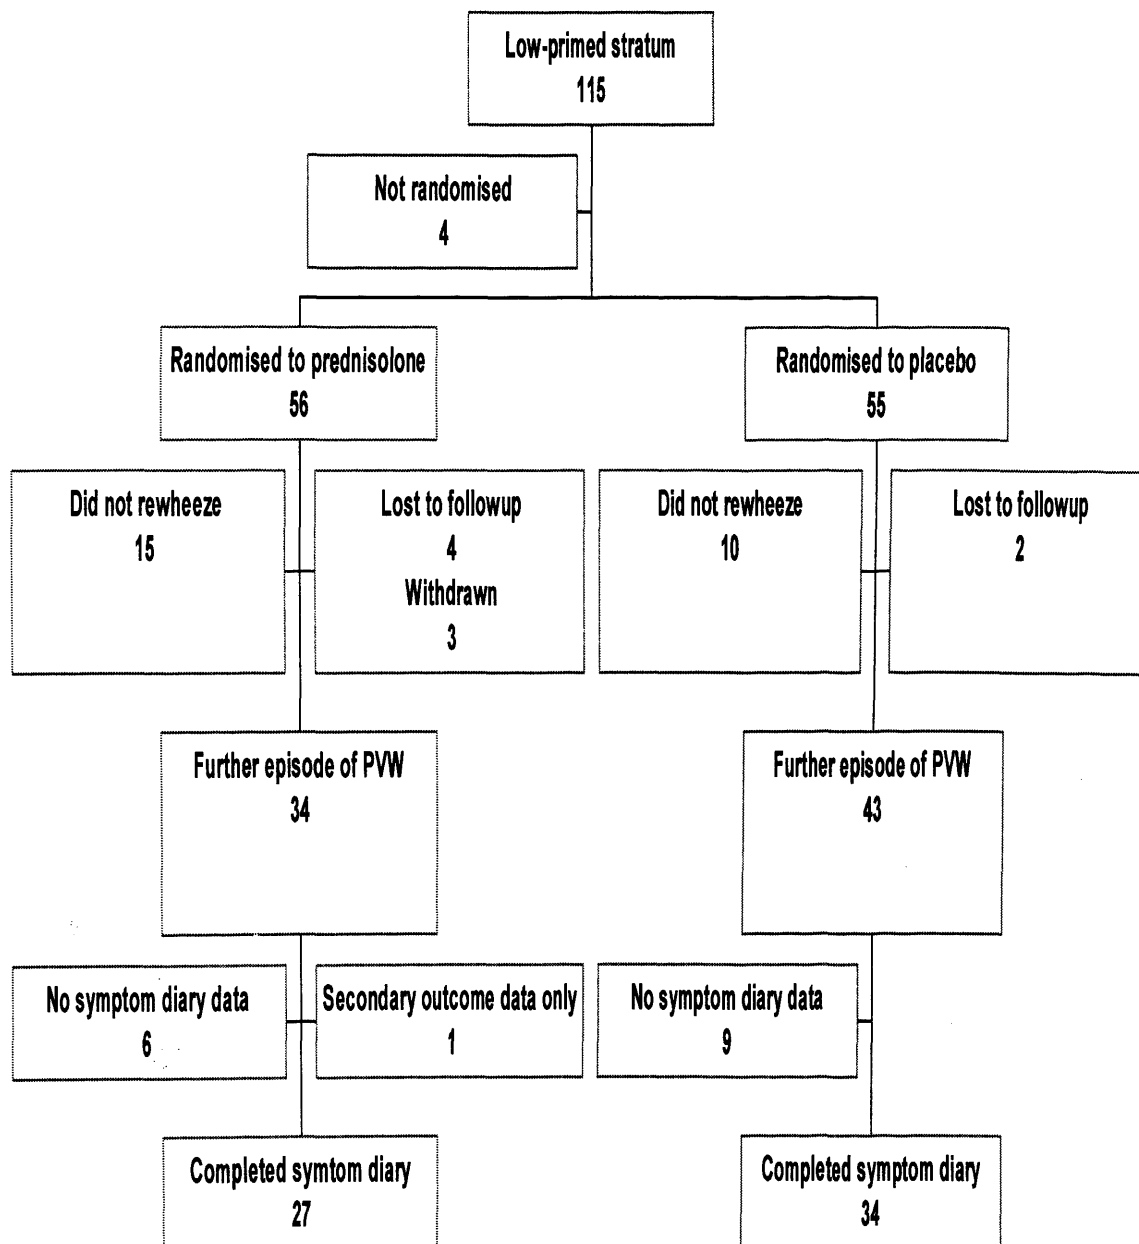 Low-primed stratum
115
Not randomised
4
Randomised to prednisolone
56
Randomised to placebo
55
Did not rewheeze
15
Lost to followup
4
Withdrawn
3
Did not rewheeze
10
Lost to followup
2
Further episode of PVW
34
Further episode of PVW
43
No symptom diary data
6
Secondary outcome data only
1
No symptom diary data
9
Completed symtom diary
27
Completed symptom diary
34